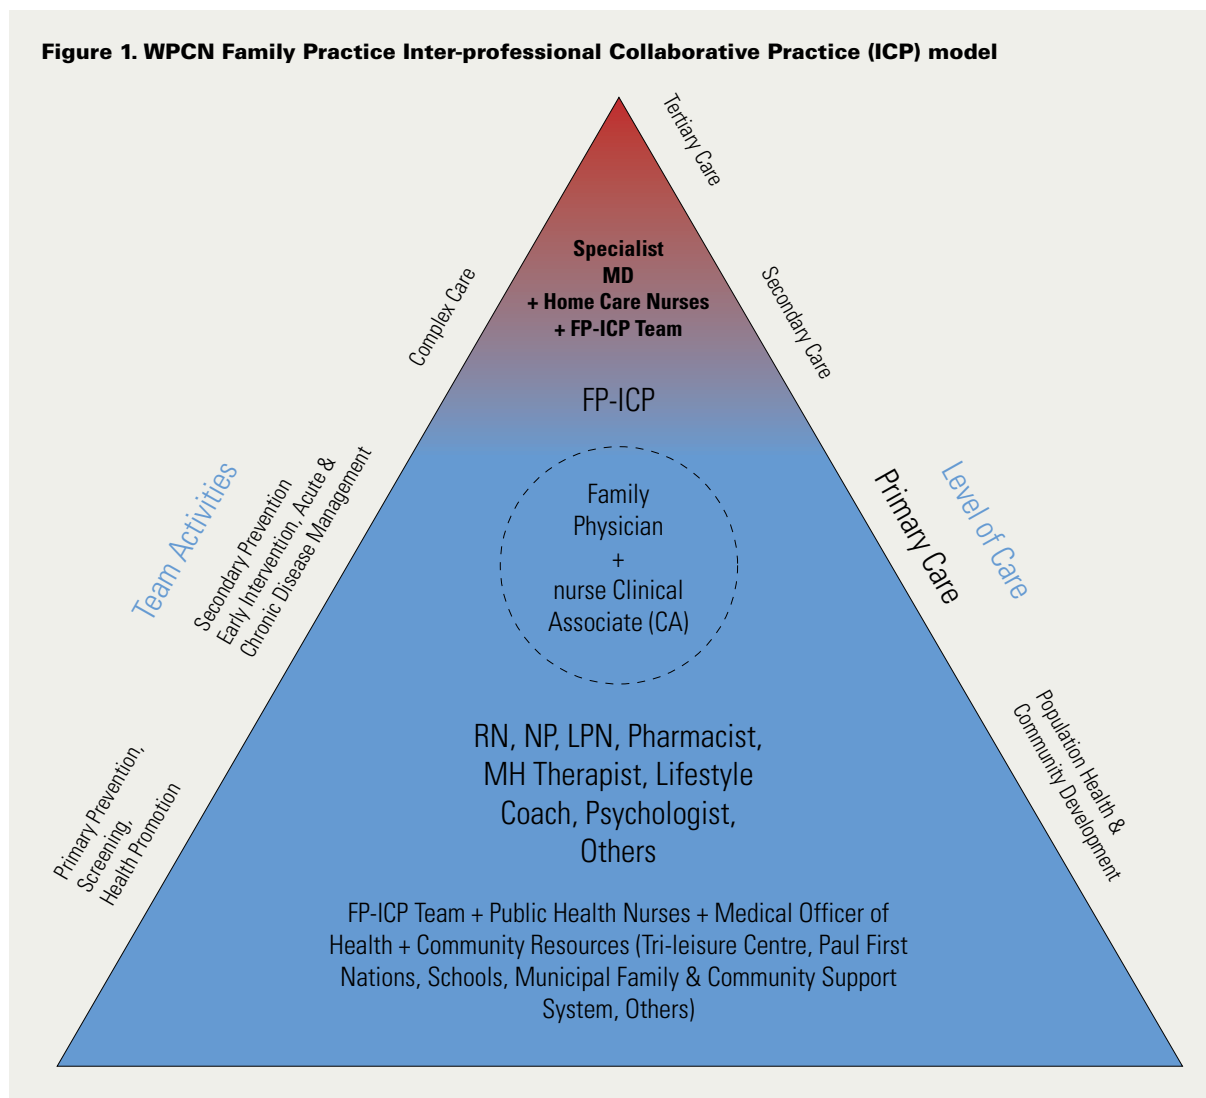 Figure 1. WPCN Family Practice Inter-professional Collaborative Practice (ICP) model
Tertiary Care
Specialist
MD
+ Home Care Nurses
+ FP-ICP Team
Complex Care
Secondary Care
FP-ICP
Team Activities
Secondary Prevention
Early Intervention, Acute &
Chronic Disease Management
Family
Physician
+
nurse Clinical
Associate (CA)
Primary Care
Level of Care
RN, NP, LPN, Pharmacist,
MH Therapist, Lifestyle
Coach, Psychologist,
Others
Primary Prevention,
Screening,
Health Promotion
Population Health &
Community Development
FP-ICP Team + Public Health Nurses + Medical Officer of
Health + Community Resources (Tri-leisure Centre, Paul First
Nations, Schools, Municipal Family & Community Support
System, Others)